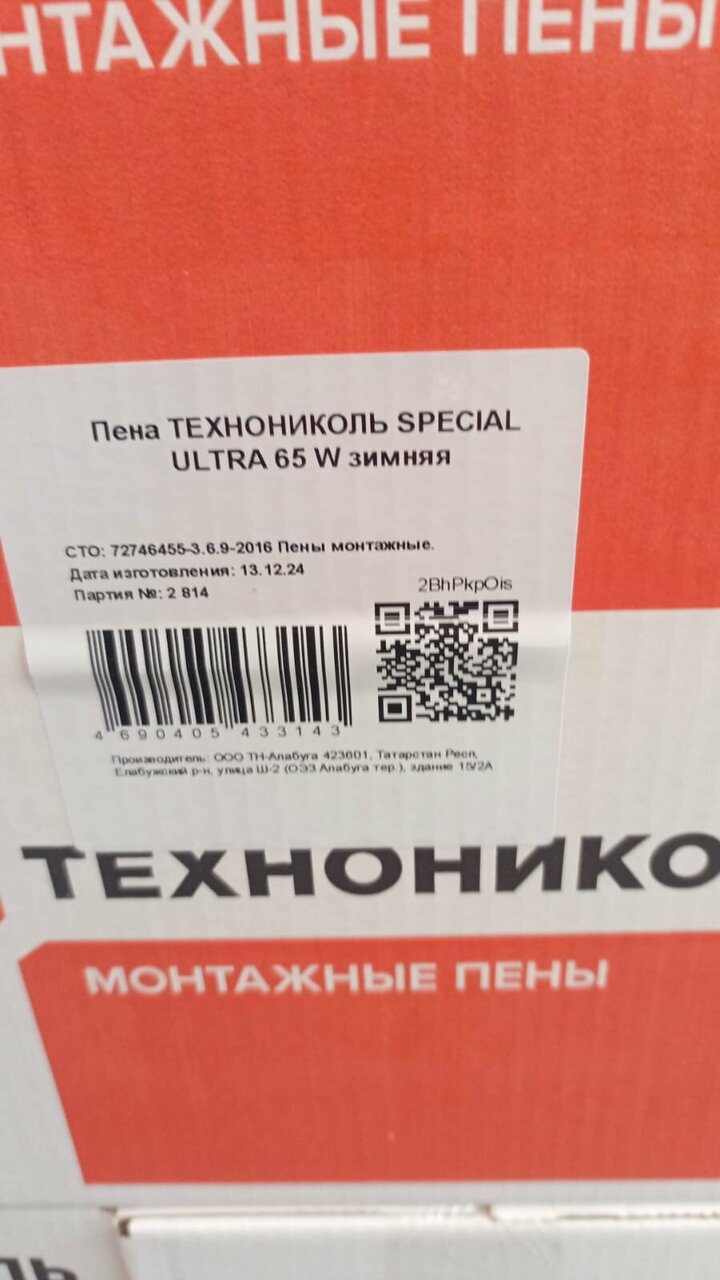 НТАЖНЫЕ ПЕНЫ
Пена ТЕХНОНИКОЛЬ SPECIAL
ULTRA 65 W зимняя
СТО: 72746455-3.6.9-2016 Пены монтажные.
Дата изготовления: 13.12.24
Партия №: 2 814
2BhPkpOis
4 690405 433143
Производитель: ООО ТН-Алабуга 423601, Татарстан Респ,
Елабужский р-н, улица Ш-2 (ОЭЗ Алабуга тер.), здание 15/2А
ТЕХНОНИКО
МОНТАЖНЫЕ ПЕНЫ
ЛЬ